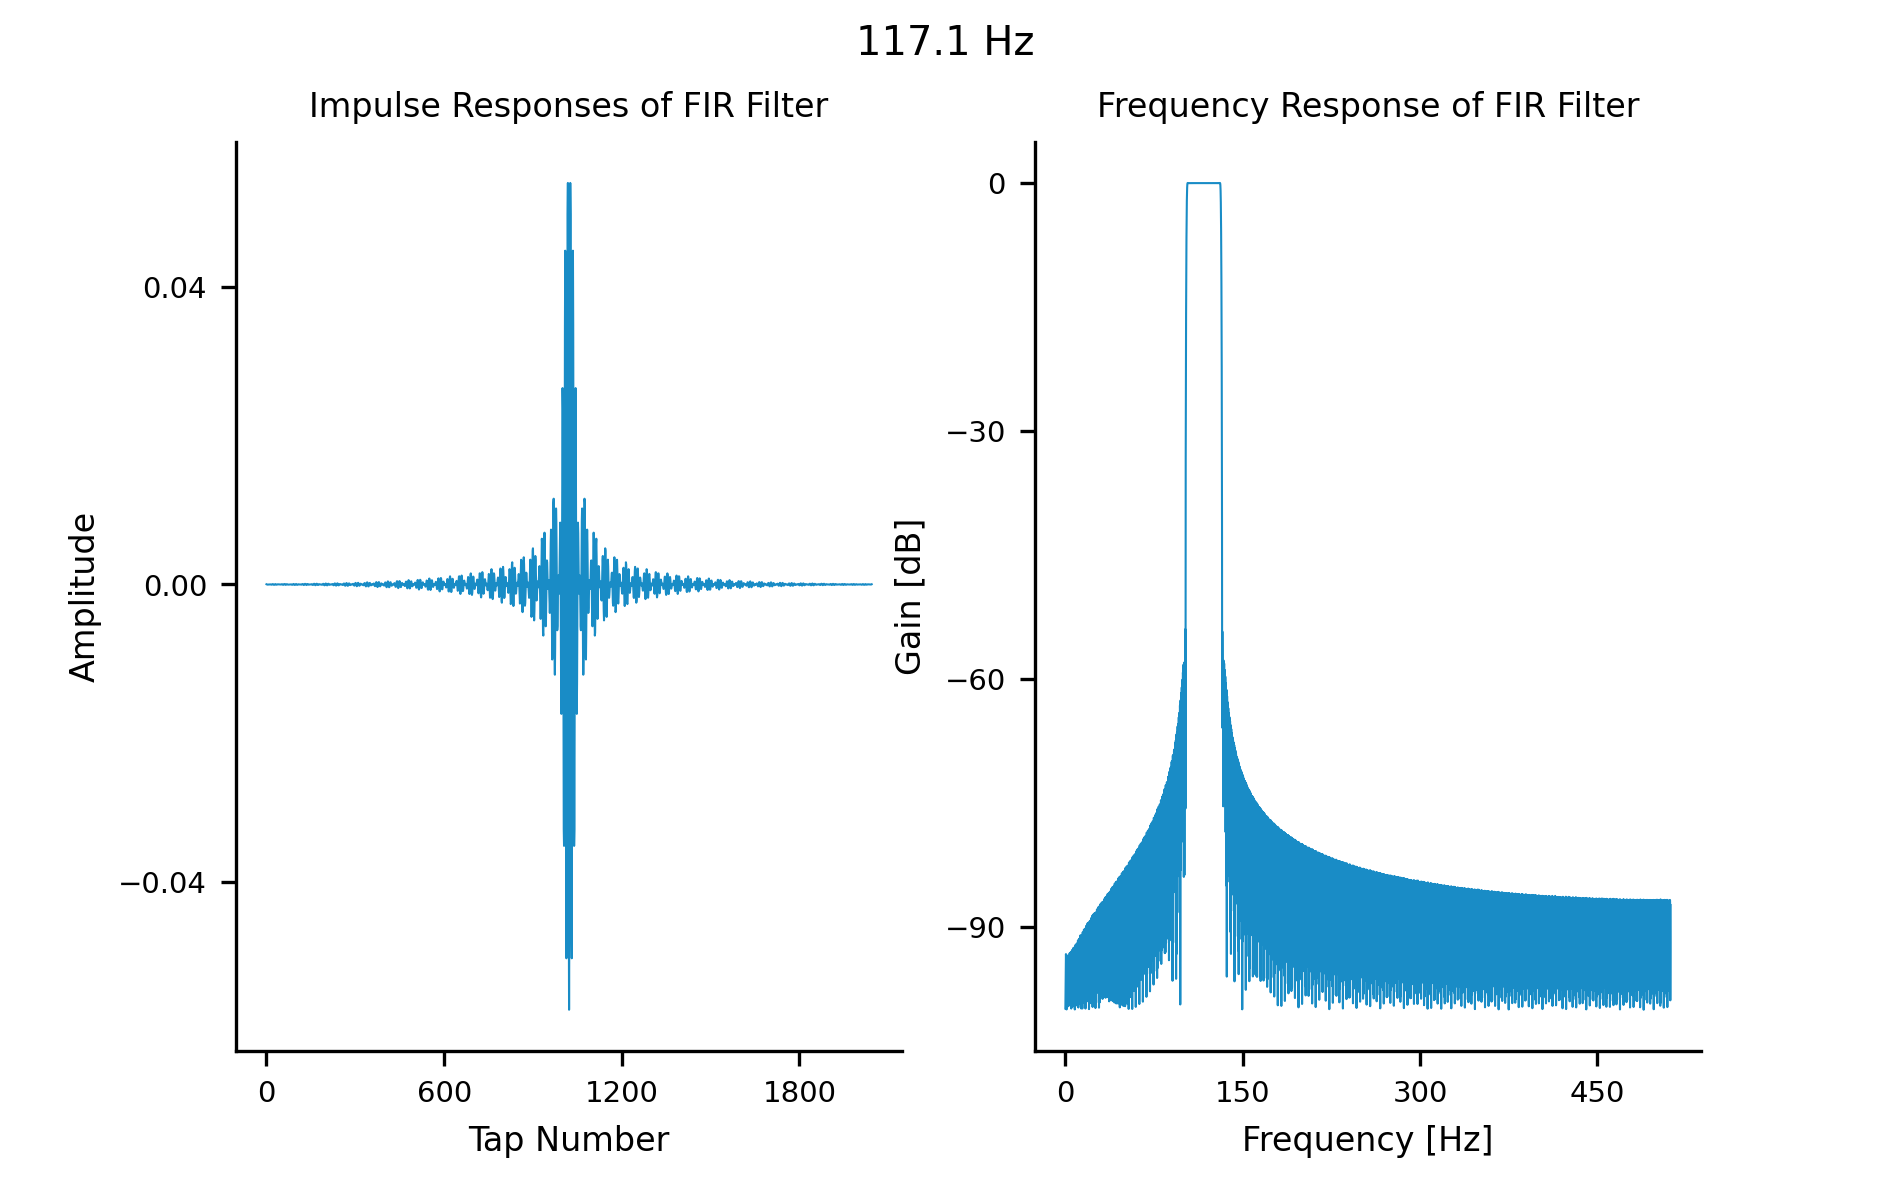 117.1 Hz
Impulse Responses of FIR Filter
Amplitude
0.04
0.00
−0.04
0 600 1200 1800
Tap Number
Frequency Response of FIR Filter
Gain [dB]
0
−30
−60
−90
0 150 300 450
Frequency [Hz]